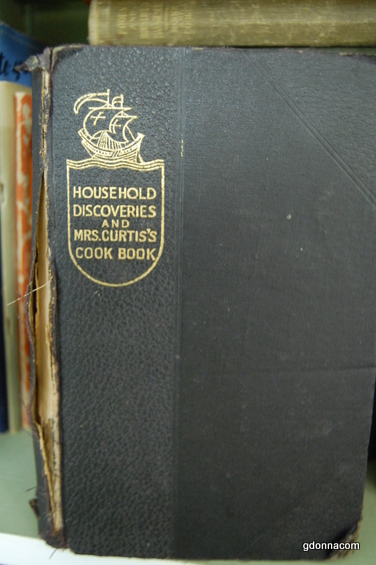 HOUSEHOLD
DISCOVERIES
AND
MRS. CURTIS'S
COOK BOOK
gdonnacom